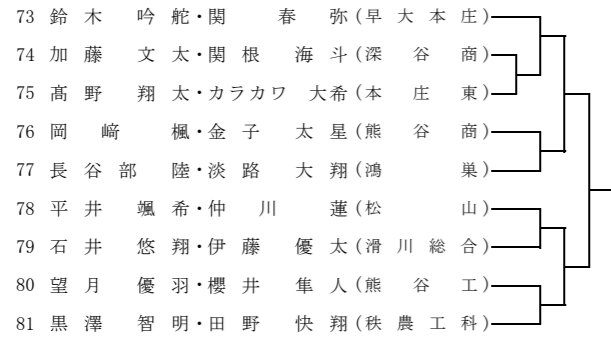 73 鈴木 吟舵・関 春弥(早大本庄)
74 加藤 文太・関根 海斗(深谷商)
75 髙野 翔太・カラカワ 大希(本庄東)
76 岡﨑 楓・金子 太星(熊谷商)
77 長谷部 陸・淡路 大翔(鴻巣)
78 平井 颯希・仲川 蓮(松山)
79 石井 悠翔・伊藤 優太(滑川総合)
80 望月 優羽・櫻井 隼人(熊谷工)
81 黒澤 智明・田野 快翔(秩農工科)